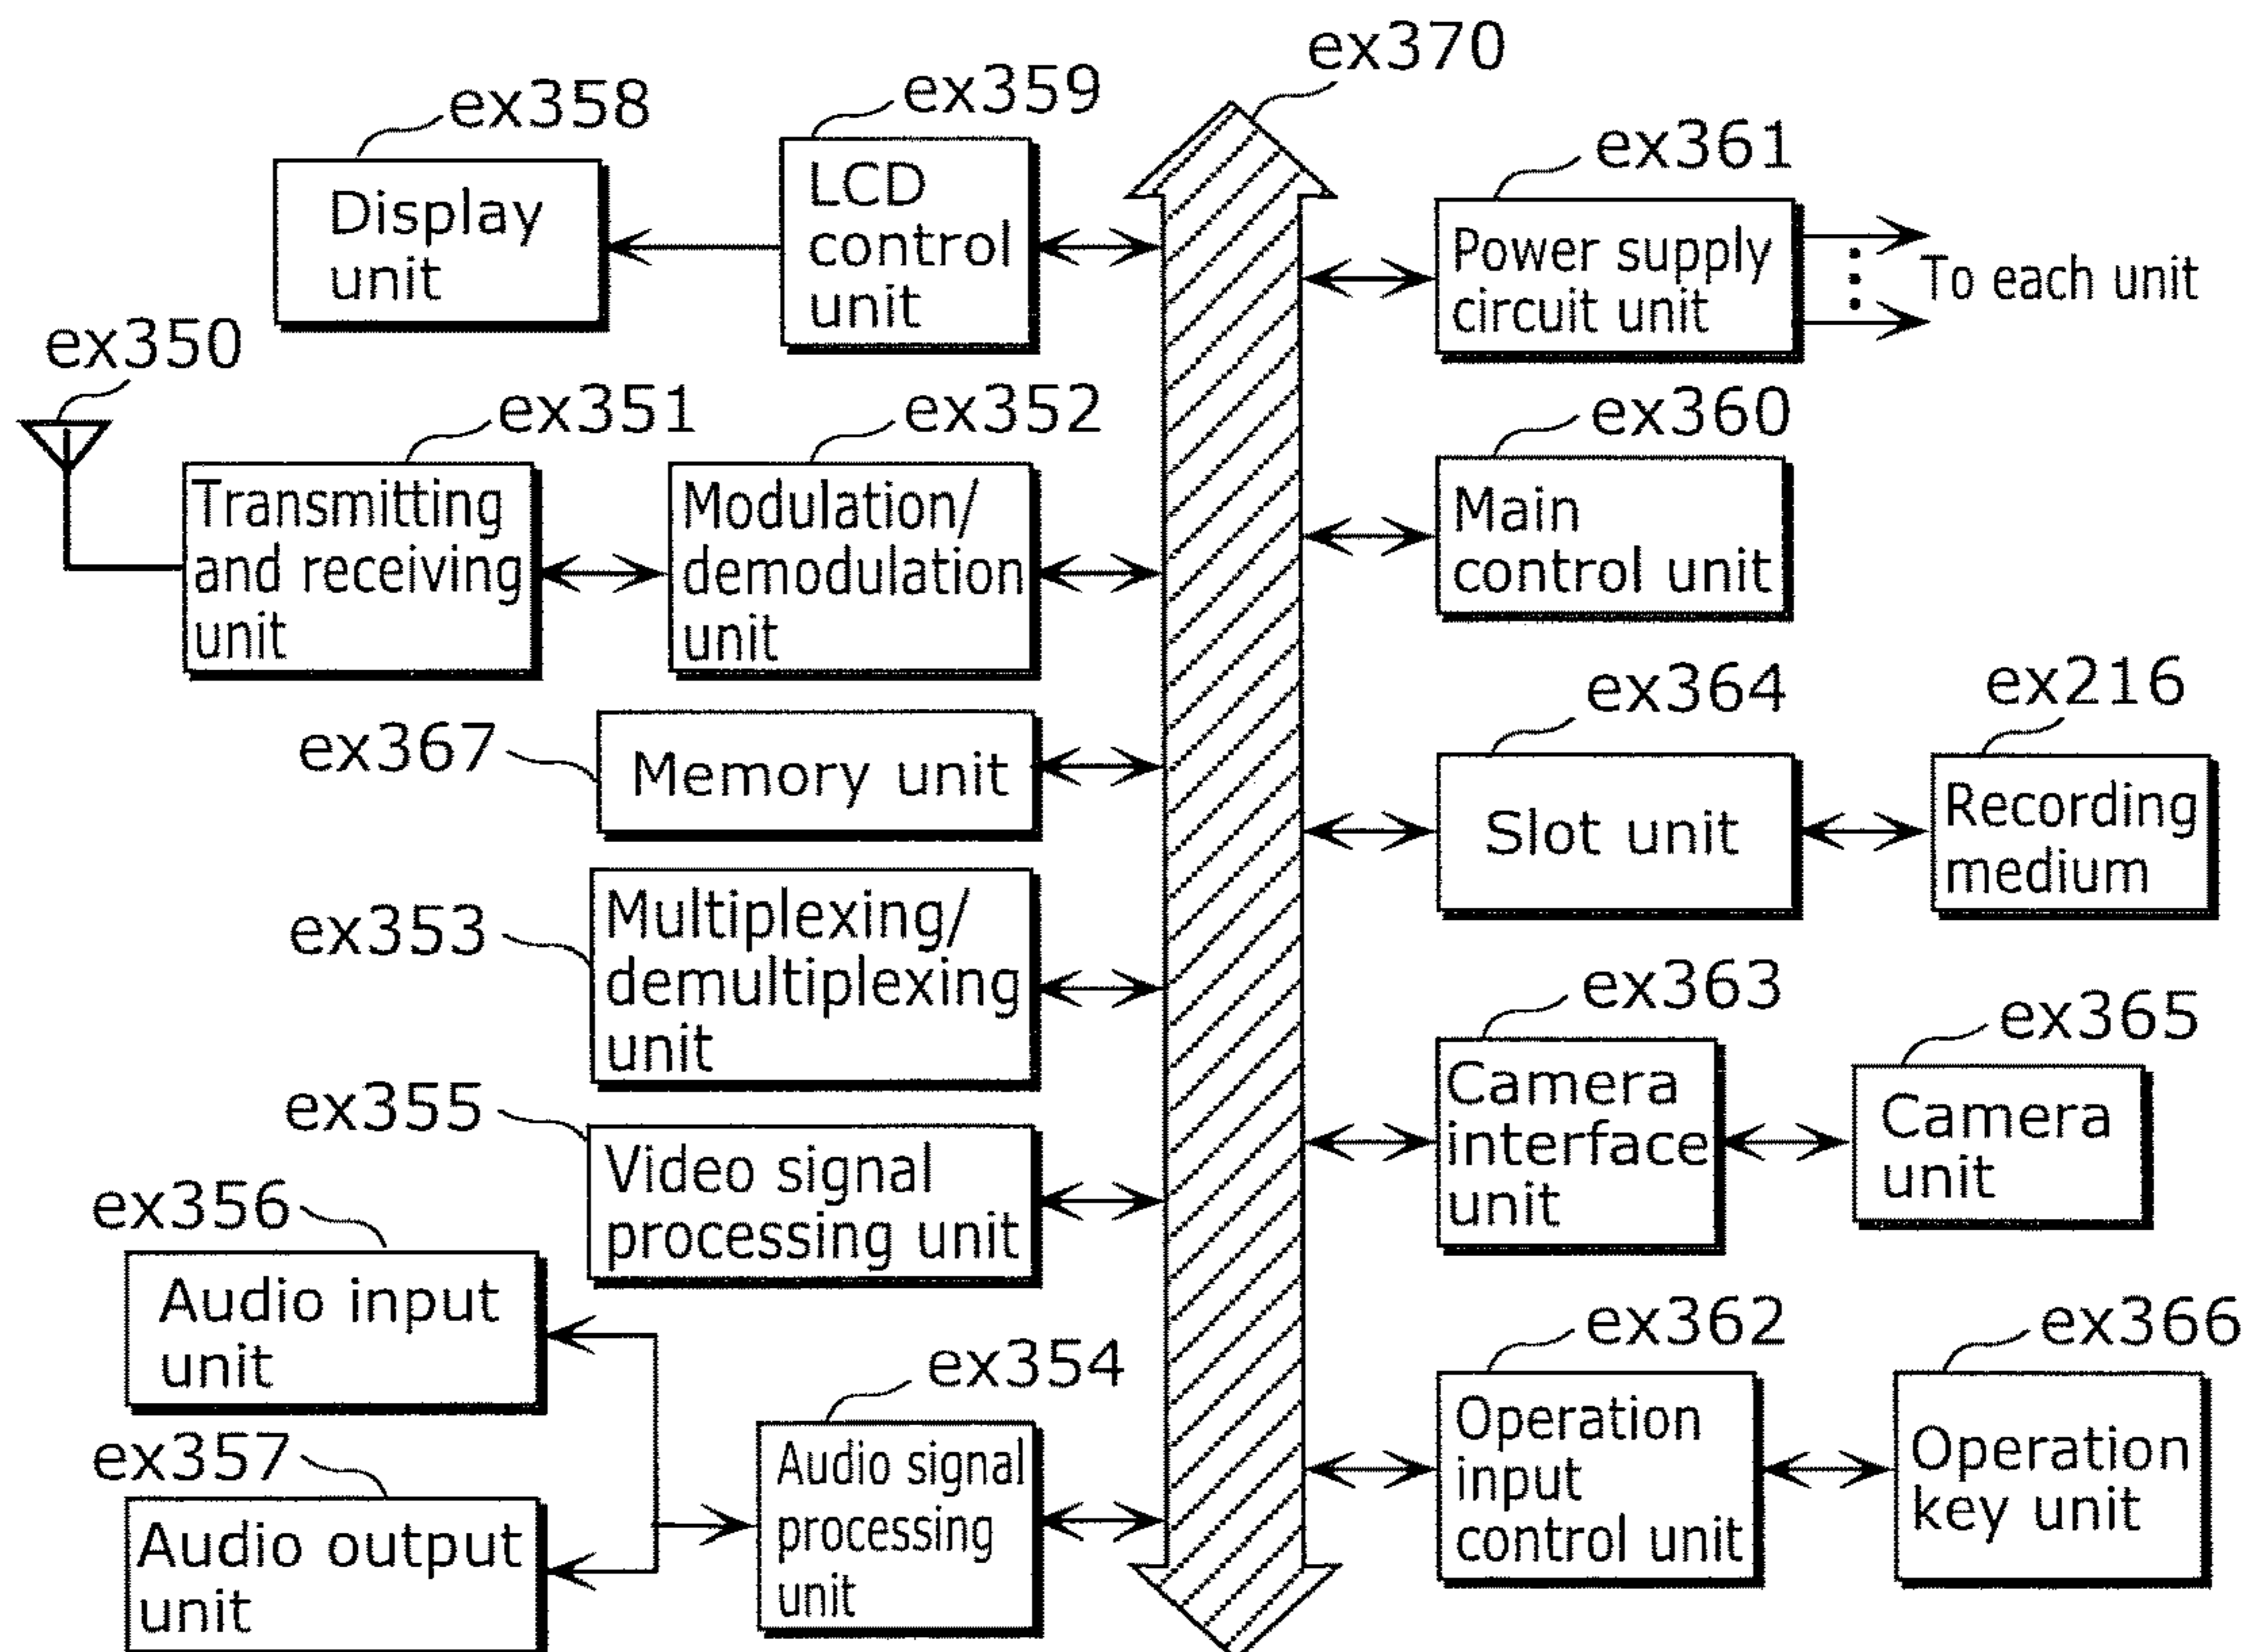 ex370
ex358
ex359
ex361
Display
unit
LCD
control
unit
Power supply
circuit unit
To each unit
ex350
ex351
ex352
ex360
Transmitting
and receiving
unit
Modulation/
demodulation
unit
Main
control unit
ex367
Memory unit
ex364
ex216
Slot unit
Recording
medium
ex353
Multiplexing/
demultiplexing
unit
ex363
ex365
Camera
interface
unit
Camera
unit
ex355
Video signal
processing unit
ex356
Audio input
unit
ex354
ex362
ex366
ex357
Audio output
unit
Audio signal
processing
unit
Operation
input
control unit
Operation
key unit